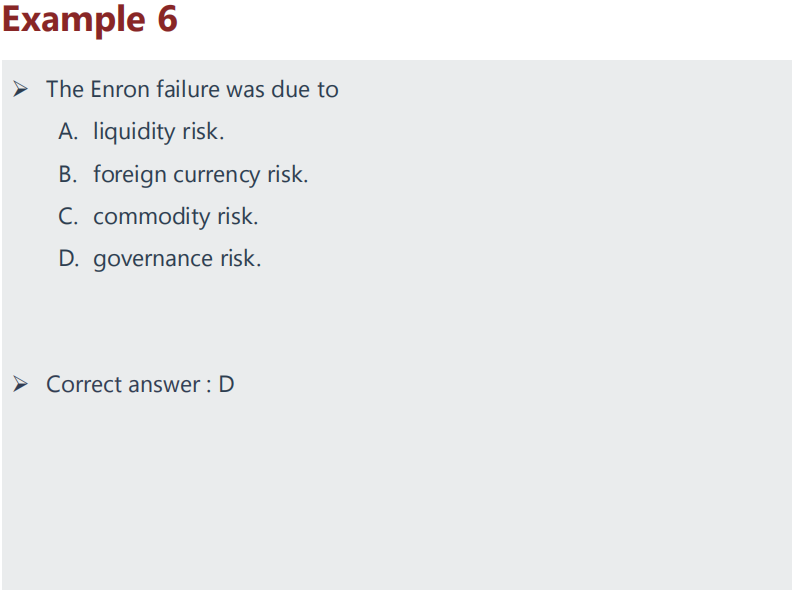 Example 6
➢ The Enron failure was due to
A. liquidity risk.
B. foreign currency risk.
C. commodity risk.
D. governance risk.
➢ Correct answer : D